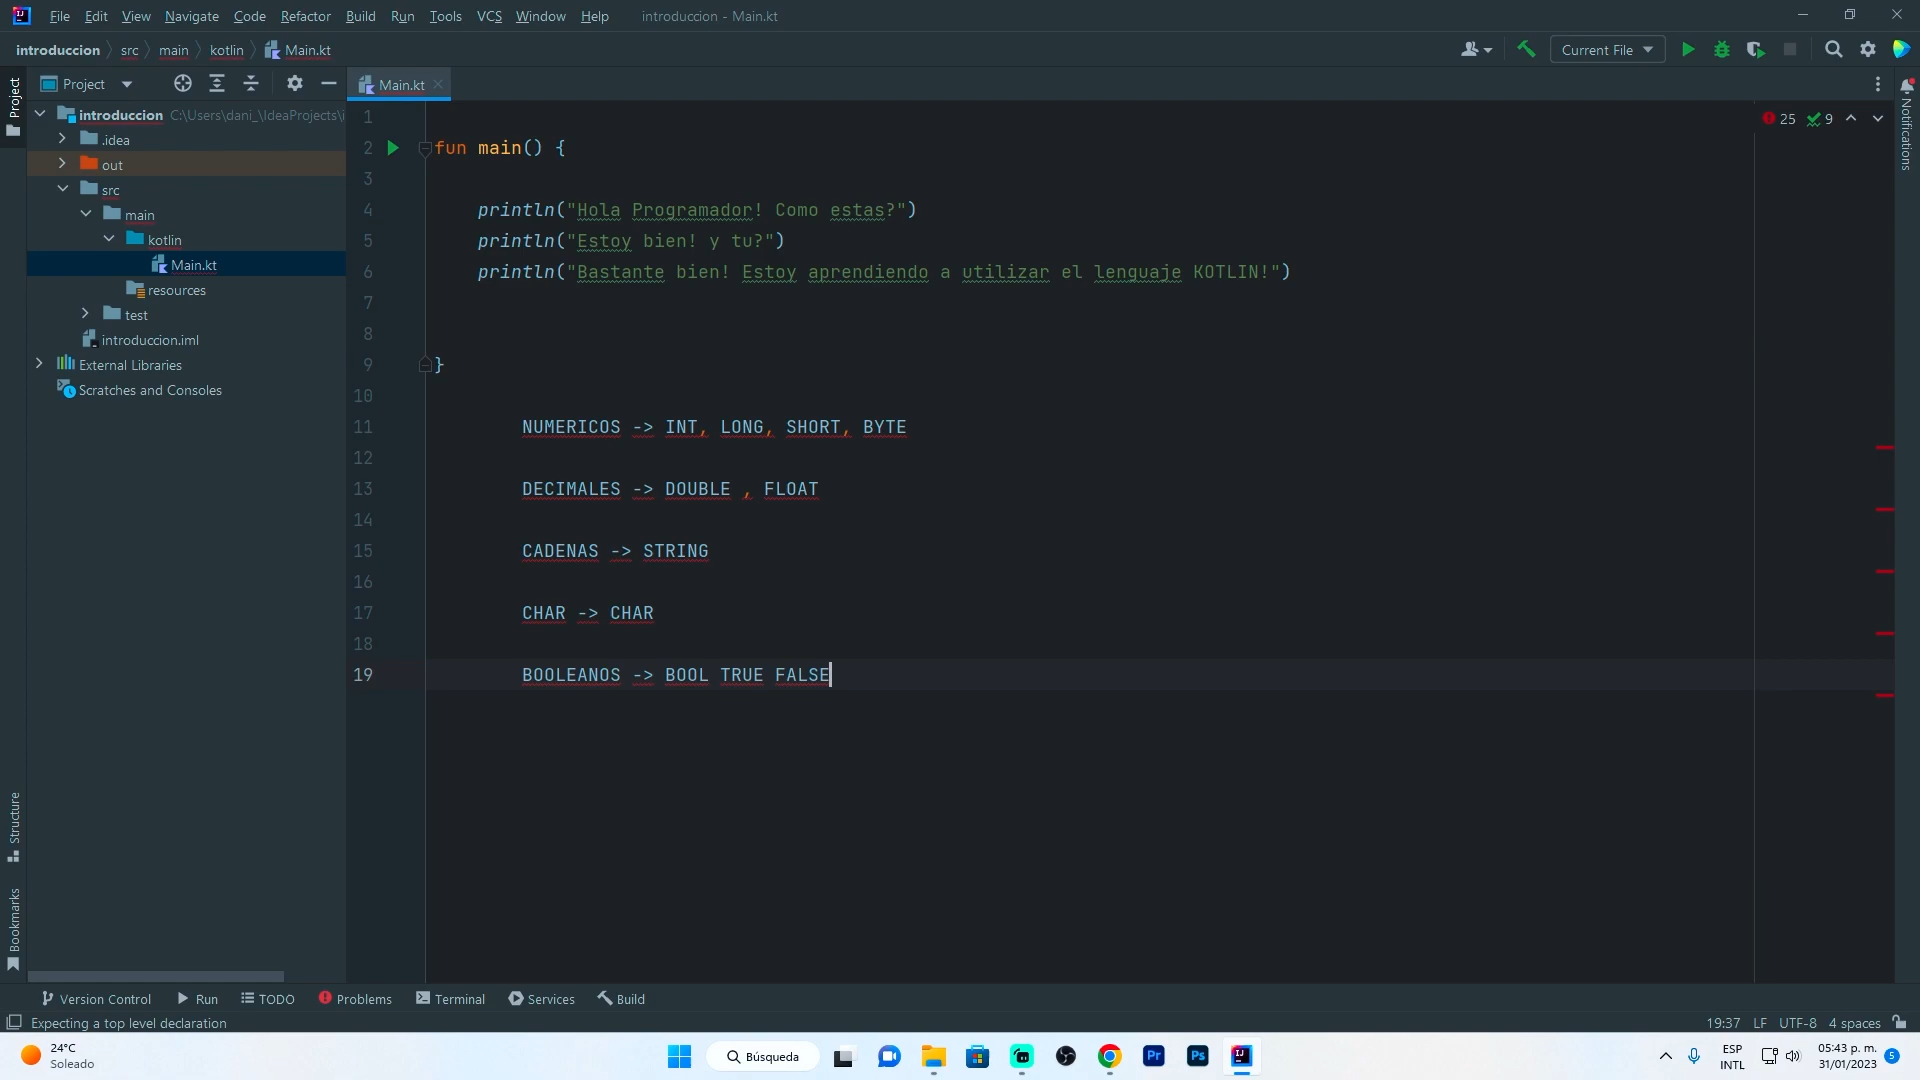 File Edit View Navigate Code Refactor Build Run Tools VCS Window Help introduccion - Main.kt
introduccion src main kotlin Main.kt Current File
Project Main.kt
introduccion C:\Users\dani_\IdeaProjects\i
.idea
out
src
main
kotlin
Main.kt
resources
test
introduccion.iml
External Libraries
Scratches and Consoles
Project
Structure
Bookmarks
1
2 fun main() {
3
4 println("Hola Programador! Como estas?")
5 println("Estoy bien! y tu?")
6 println("Bastante bien! Estoy aprendiendo a utilizar el lenguaje KOTLIN!")
7
8
9 }
10
11 NUMERICOS -> INT, LONG, SHORT, BYTE
12
13 DECIMALES -> DOUBLE , FLOAT
14
15 CADENAS -> STRING
16
17 CHAR -> CHAR
18
19 BOOLEANOS -> BOOL TRUE FALSE
25 9
Notifications
Version Control Run TODO Problems Terminal Services Build
Expecting a top level declaration 19:37 LF UTF-8 4 spaces
24°C
Soleado
Búsqueda
Pr Ps IJ
ESP
INTL
05:43 p. m.
31/01/2023
5